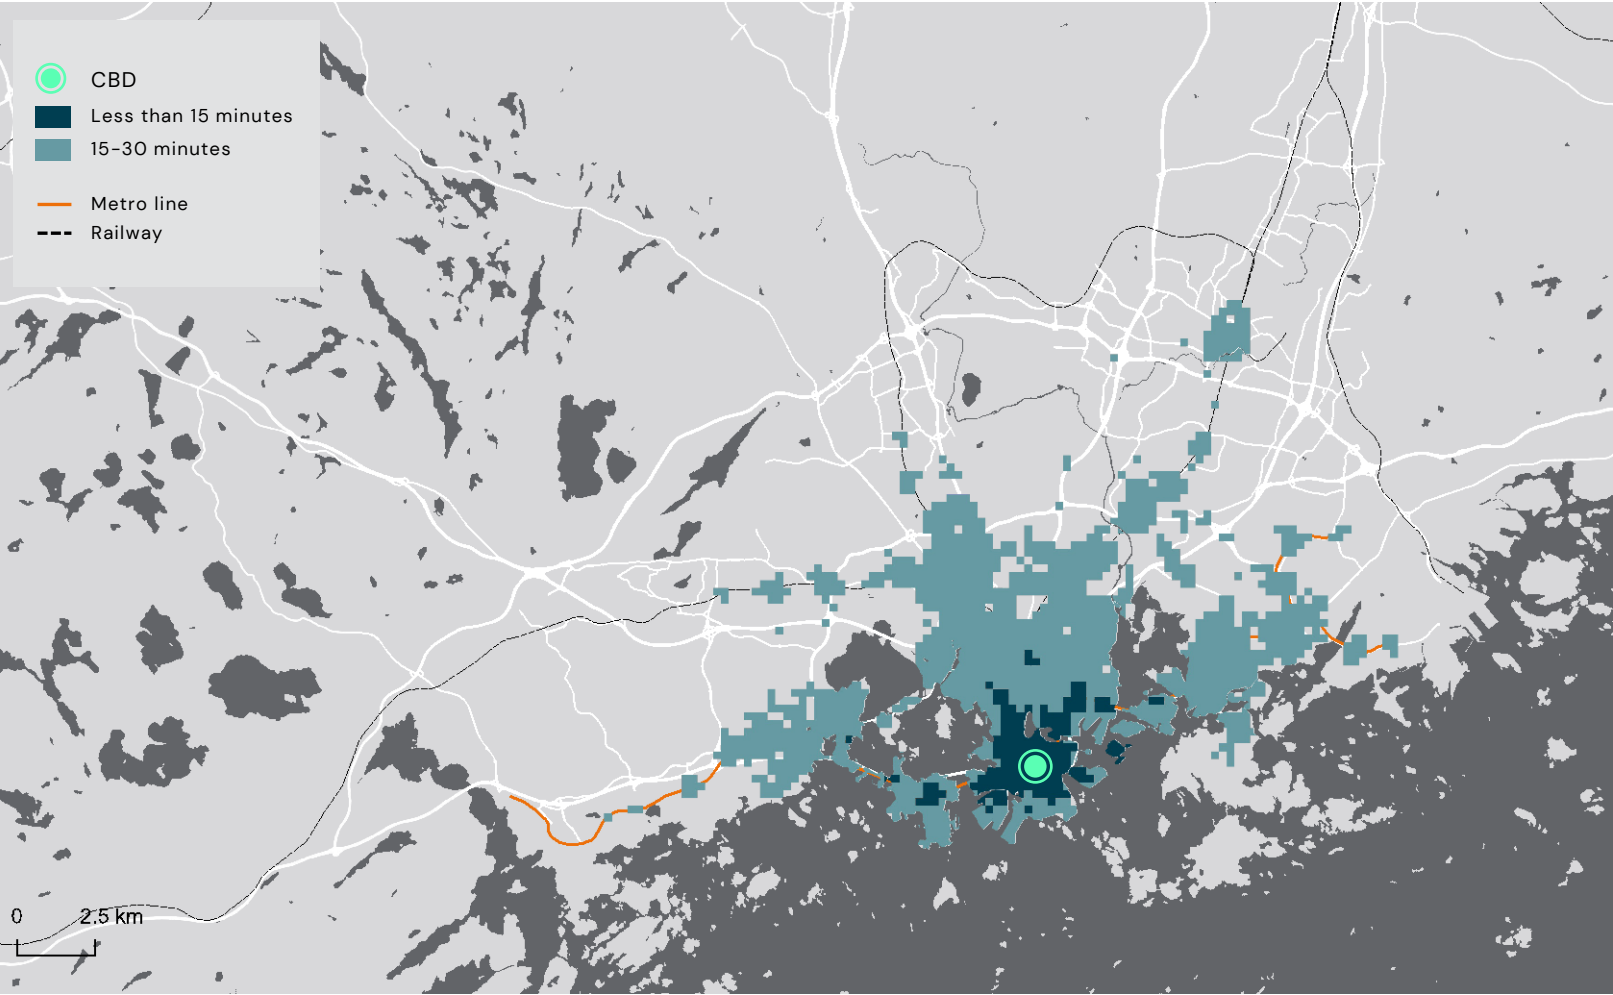 CBD
Less than 15 minutes
15-30 minutes
Metro line
Railway
0 2.5 km